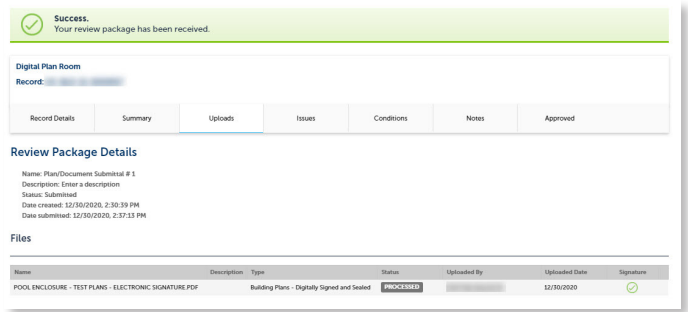 Success.
Your review package has been received.
Digital Plan Room
Record:
Record Details Summary Uploads Issues Conditions Notes Approved
Review Package Details
Name: Plan/Document Submittal # 1
Description: Enter a description
Status: Submitted
Date created: 12/30/2020, 2:30:39 PM
Date submitted: 12/30/2020, 2:37:13 PM
Files
Name Description Type Status Uploaded By Uploaded Date Signature
POOL ENCLOSURE - TEST PLANS - ELECTRONIC SIGNATURE.PDF Building Plans - Digitally Signed and Sealed PROCESSED 12/30/2020